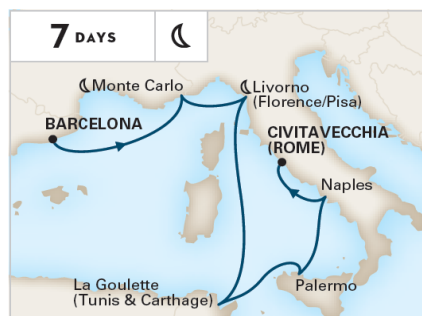 7 DAYS
Monte Carlo
Livorno
(Florence/Pisa)
BARCELONA
CIVITAVECCHIA
(ROME)
Naples
La Goulette
(Tunis & Carthage)
Palermo